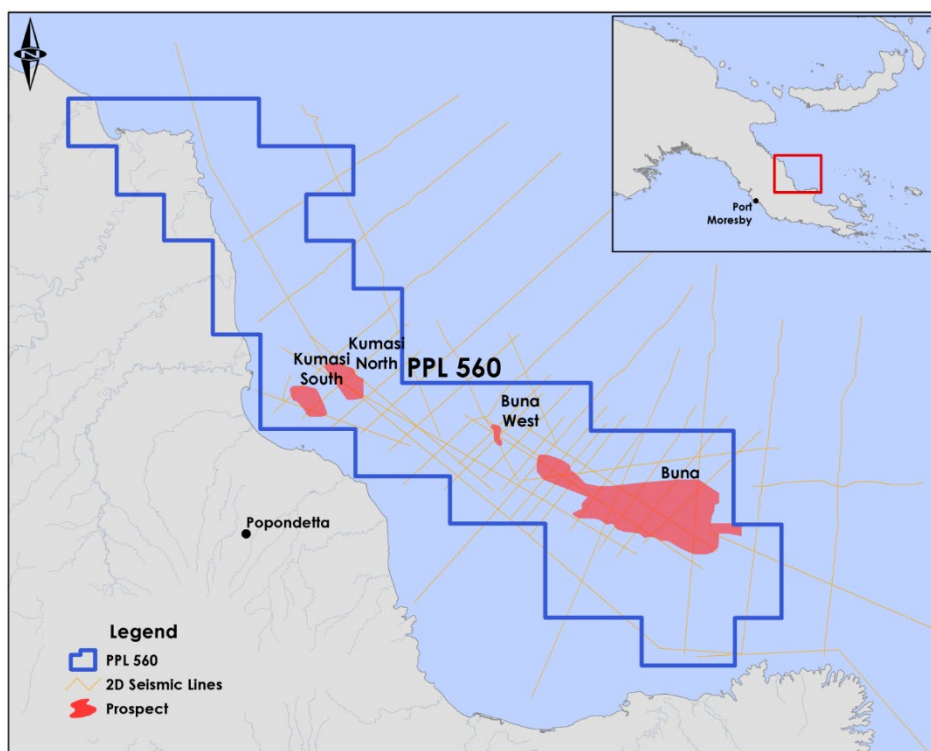 N
Port
Moresby
Kumasi
North
Kumasi
South
PPL 560
Buna
West
Buna
Popondetta
Legend
PPL 560
2D Seismic Lines
Prospect